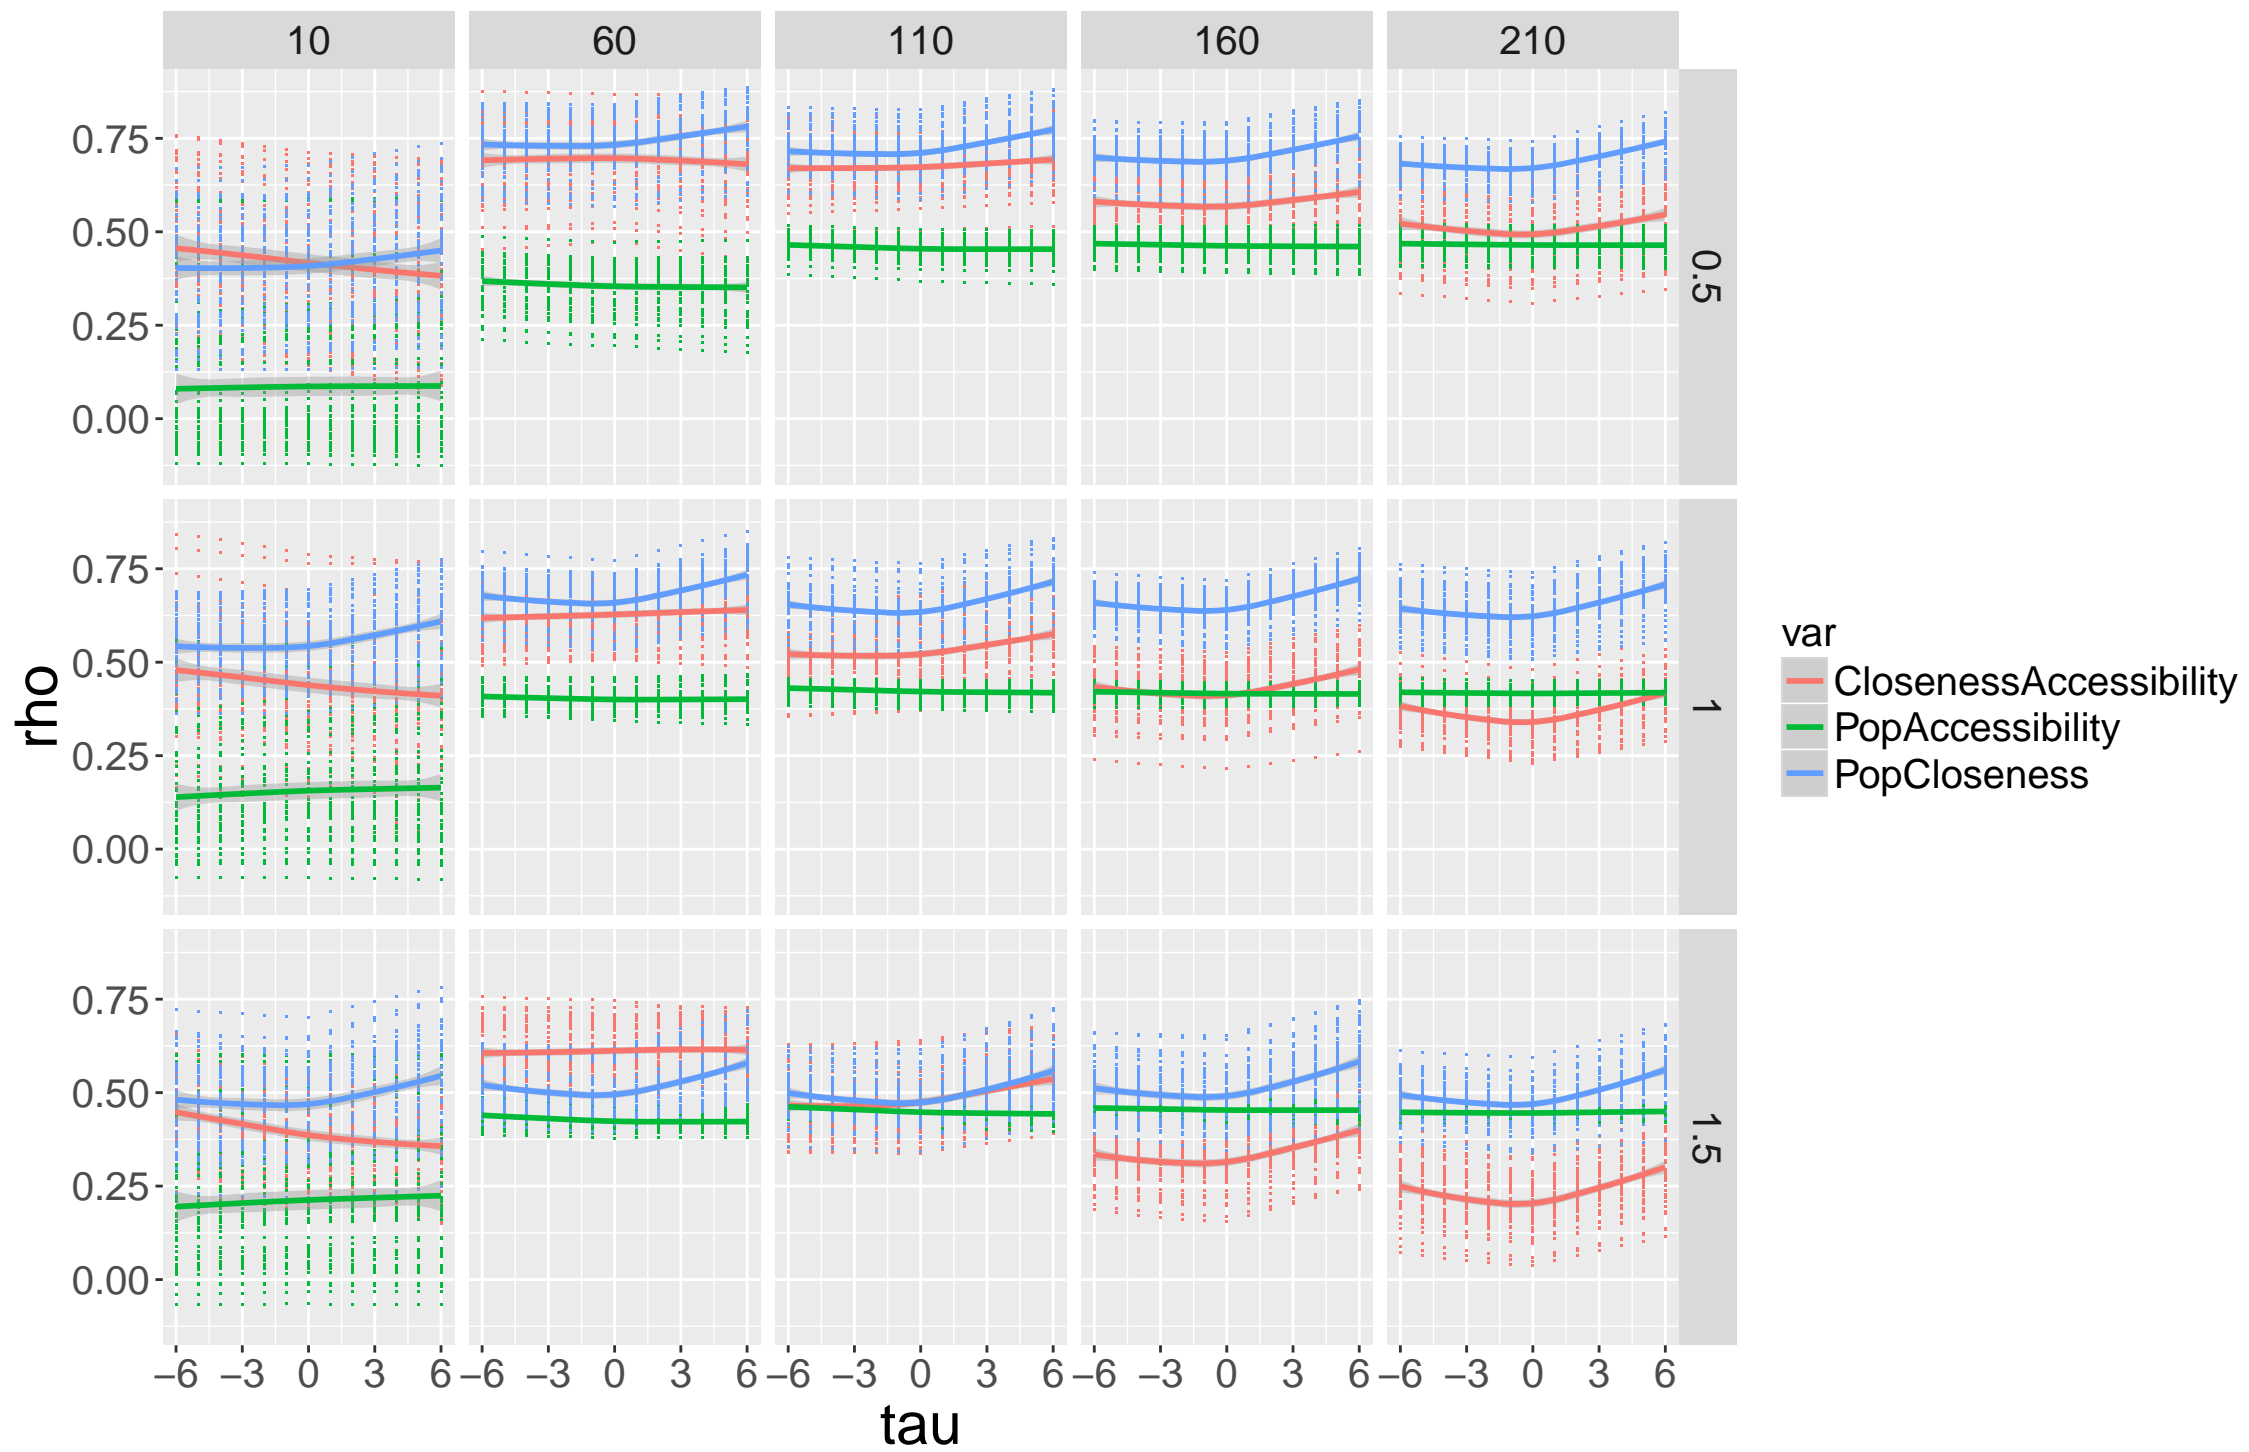 10 60 110 160 210
0.75
0.50
0.25
0.00
0.5
0.75
0.50
0.25
0.00
1
0.75
0.50
0.25
0.00
1.5
−6 −3 0 3 6 −6 −3 0 3 6 −6 −3 0 3 6 −6 −3 0 3 6 −6 −3 0 3 6
tau
rho
var
ClosenessAccessibility
PopAccessibility
PopCloseness